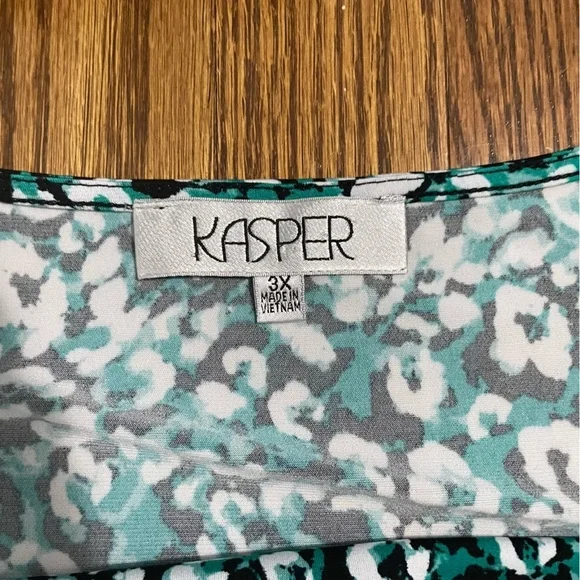 KASPER
3X
MADE IN
VIETNAM